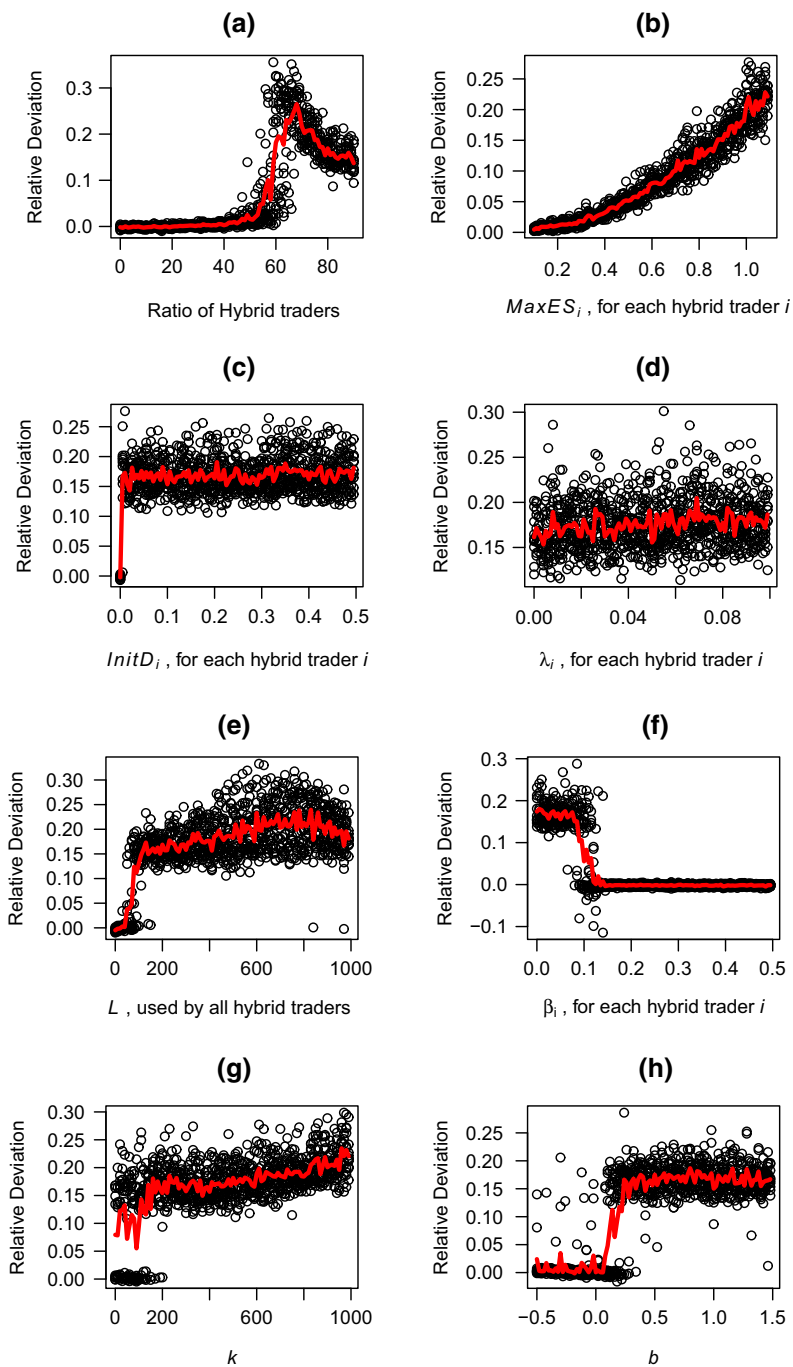 (a)
Relative Deviation
0.3
0.2
0.1
0.0
0 20 40 60 80
Ratio of Hybrid traders
(b)
Relative Deviation
0.25
0.20
0.15
0.10
0.05
0.00
0.2 0.4 0.6 0.8 1.0
MaxESi , for each hybrid trader i
(c)
Relative Deviation
0.25
0.20
0.15
0.10
0.05
0.00
0.0 0.1 0.2 0.3 0.4 0.5
InitDi , for each hybrid trader i
(d)
Relative Deviation
0.30
0.25
0.20
0.15
0.00 0.04 0.08
λi , for each hybrid trader i
(e)
Relative Deviation
0.30
0.25
0.20
0.15
0.10
0.05
0.00
0 200 600 1000
L , used by all hybrid traders
(f)
Relative Deviation
0.3
0.2
0.1
0.0
−0.1
0.0 0.1 0.2 0.3 0.4 0.5
βi , for each hybrid trader i
(g)
Relative Deviation
0.30
0.25
0.20
0.15
0.10
0.05
0.00
0 200 600 1000
k
(h)
Relative Deviation
0.25
0.20
0.15
0.10
0.05
0.00
−0.5 0.0 0.5 1.0 1.5
b